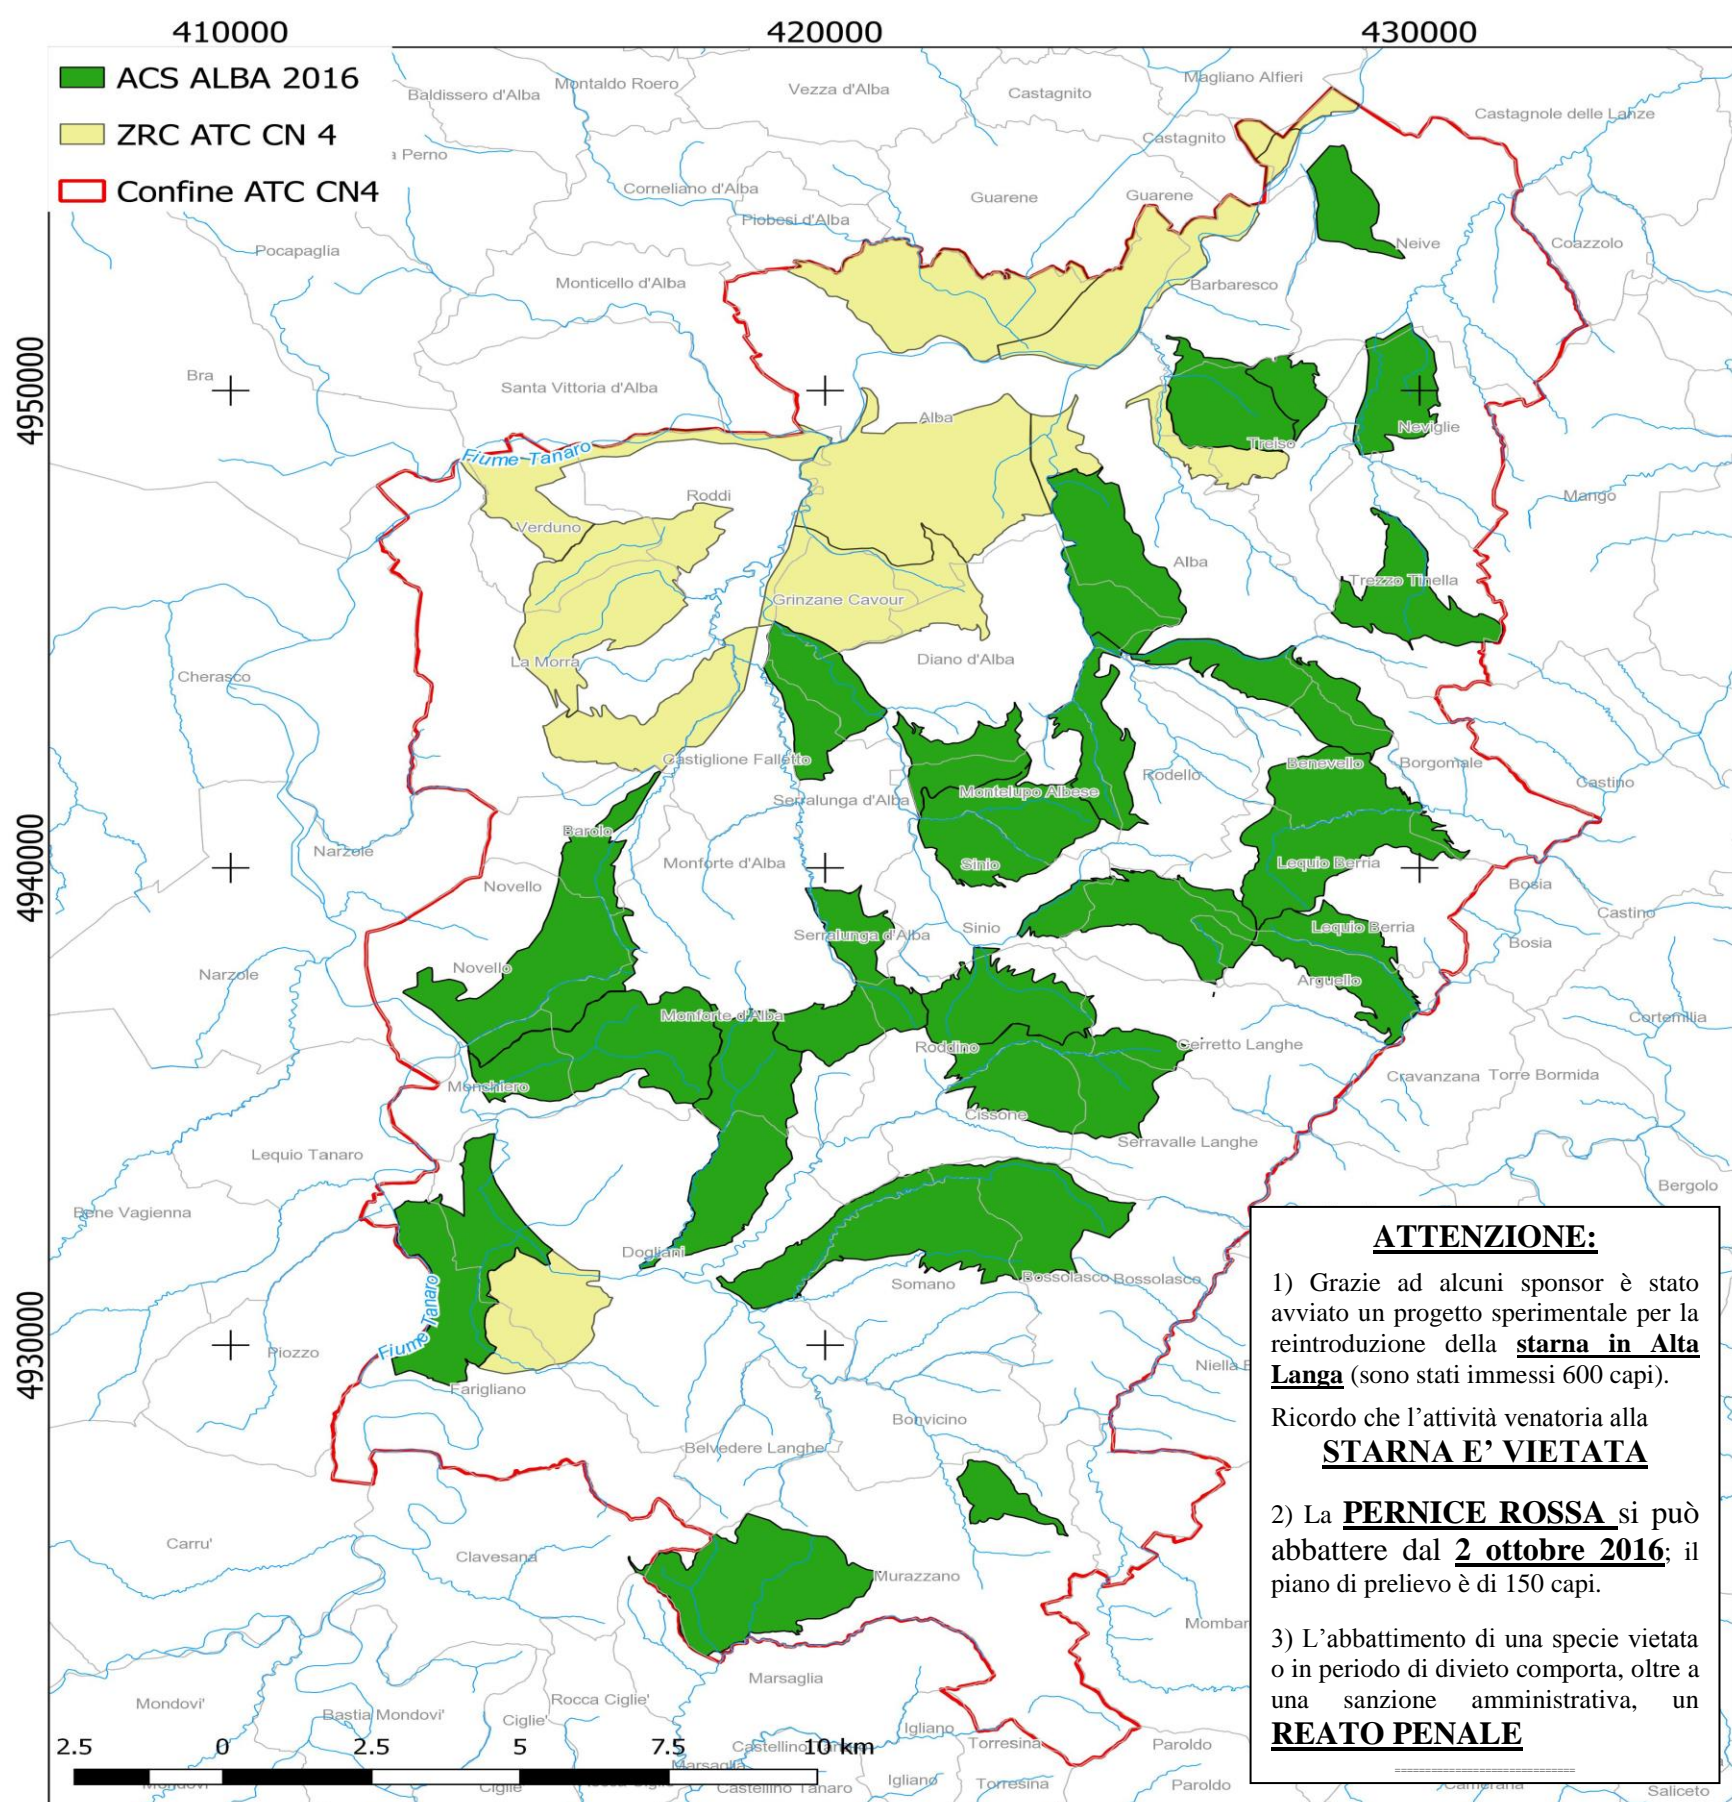 410000 420000 430000
ACS ALBA 2016
ZRC ATC CN 4
Confine ATC CN4
Montaldo Roero
Baldissero d'Alba
Vezza d'Alba
Castagnito
Magliano Alfieri
Castagnole delle Lanze
Castagnito
Perno
Corneliano d'Alba
Guarene
Guarene
Piobesi d'Alba
Pocapaglia
Neive
Coazzolo
Monticello d'Alba
Barbaresco
4950000
Bra
Santa Vittoria d'Alba
Alba
Neviglie
Treiso
Fiume Tanaro
Roddi
Mango
Verduno
Alba
Trezzo Tinella
Grinzane Cavour
La Morra
Diano d'Alba
Cherasco
Castiglione Falletto
Benevello
Borgomale
Rodello
Castino
Serralunga d'Alba
Montelupo Albese
4940000
Barolo
Narzole
Monforte d'Alba
Sinio
Lequio Berria
Novello
Bosia
Castino
Serralunga d'Alba
Sinio
Lequio Berria
Bosia
Narzole
Novello
Arguello
Monforte d'Alba
Cortemilia
Roddino
Cerretto Langhe
Cravanzana
Torre Bormida
Monchiero
Cissone
Serravalle Langhe
Lequio Tanaro
Bergolo
Bene Vagienna
Dogliani
Somano
Bossolasco
Bossolasco
4930000
Fiume Tanaro
Piozzo
Niella
Farigliano
Bonvicino
Belvedere Langhe
Carru'
Clavesana
Murazzano
Marsaglia
Mondovi'
Bastia Mondovi'
Rocca Ciglie'
Ciglie'
Igliano
Torresina
Paroldo
2.5 0 2.5 5 7.5 10 km
Marsaglia
Castellino Tanaro
Igliano
Torresina
Paroldo
Saliceto
ATTENZIONE:
1) Grazie ad alcuni sponsor è stato
avviato un progetto sperimentale per la
reintroduzione della starna in Alta
Langa (sono stati immessi 600 capi).
Ricordo che l'attività venatoria alla
STARNA E' VIETATA
2) La PERNICE ROSSA si può
abbattere dal 2 ottobre 2016; il
piano di prelievo è di 150 capi.
3) L'abbattimento di una specie vietata
o in periodo di divieto comporta, oltre a
una sanzione amministrativa, un
REATO PENALE